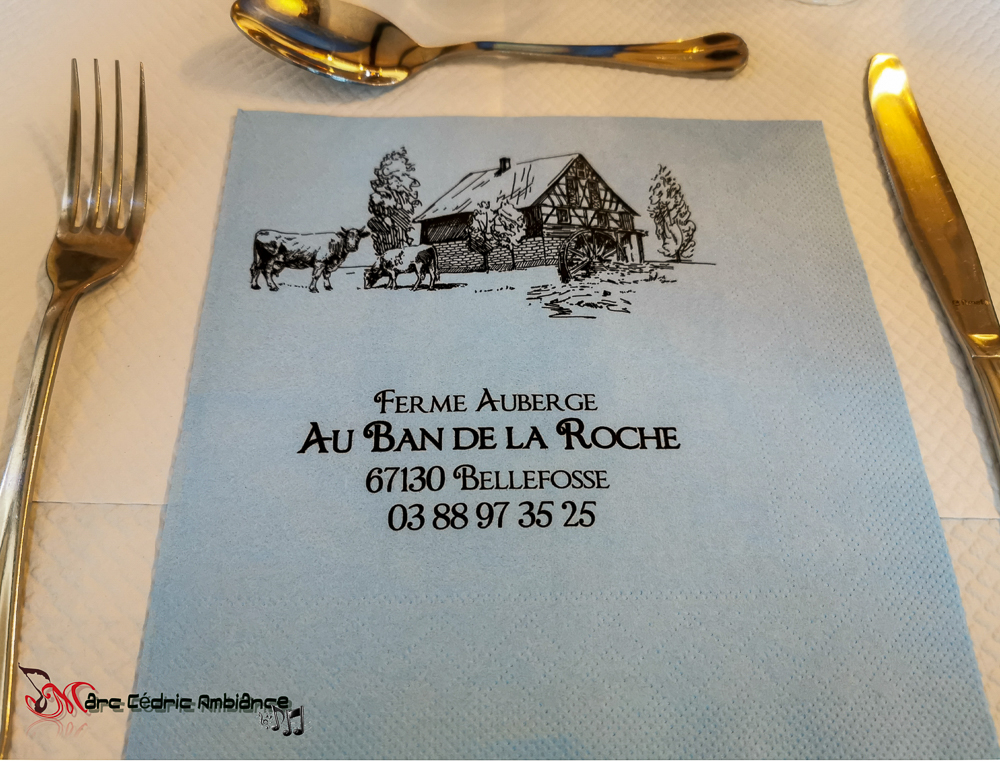 Ferme Auberge
Au Ban de la Roche
67130 Bellefosse
03 88 97 35 25
Marc Cédric Ambiance